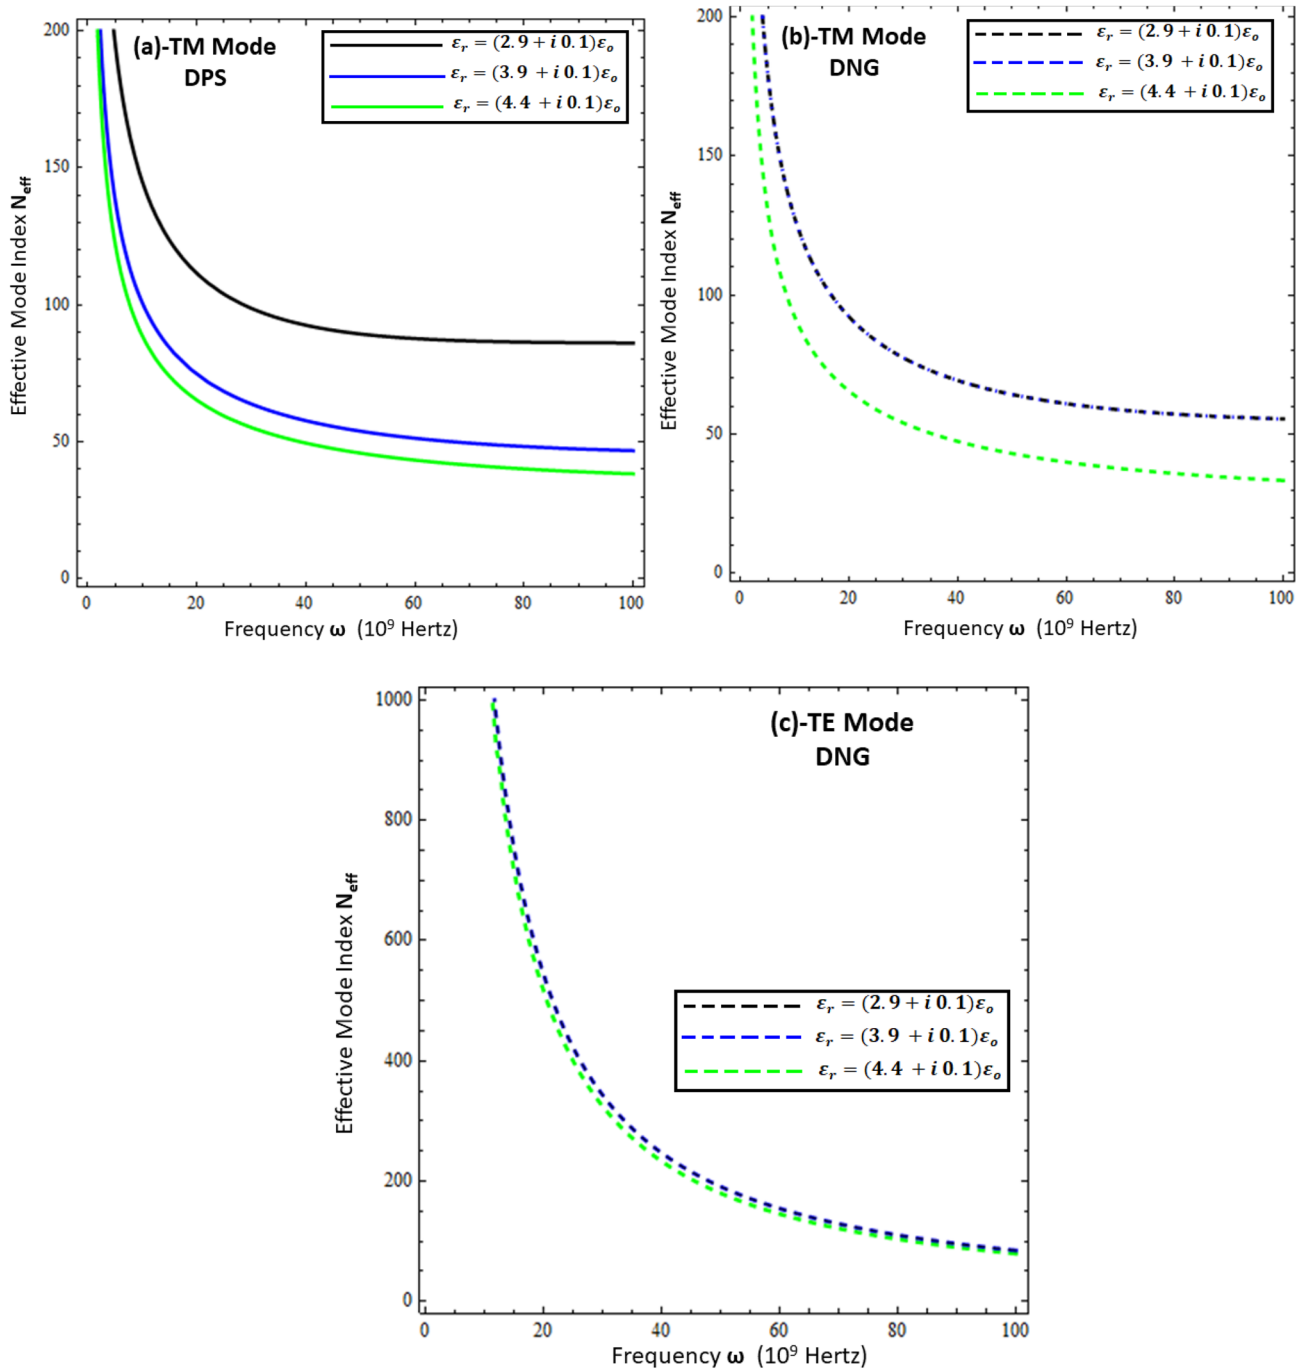 (a)-TM Mode
DPS
εr = (2.9 + i 0.1)εo
εr = (3.9 + i 0.1)εo
εr = (4.4 + i 0.1)εo
200
150
100
50
0
0 20 40 60 80 100
Effective Mode Index Neff
Frequency ω (10⁹ Hertz)
(b)-TM Mode
DNG
εr = (2.9 + i 0.1)εo
εr = (3.9 + i 0.1)εo
εr = (4.4 + i 0.1)εo
200
150
100
50
0
0 20 40 60 80 100
Effective Mode Index Neff
Frequency ω (10⁹ Hertz)
(c)-TE Mode
DNG
εr = (2.9 + i 0.1)εo
εr = (3.9 + i 0.1)εo
εr = (4.4 + i 0.1)εo
1000
800
600
400
200
0
0 20 40 60 80 100
Effective Mode Index Neff
Frequency ω (10⁹ Hertz)